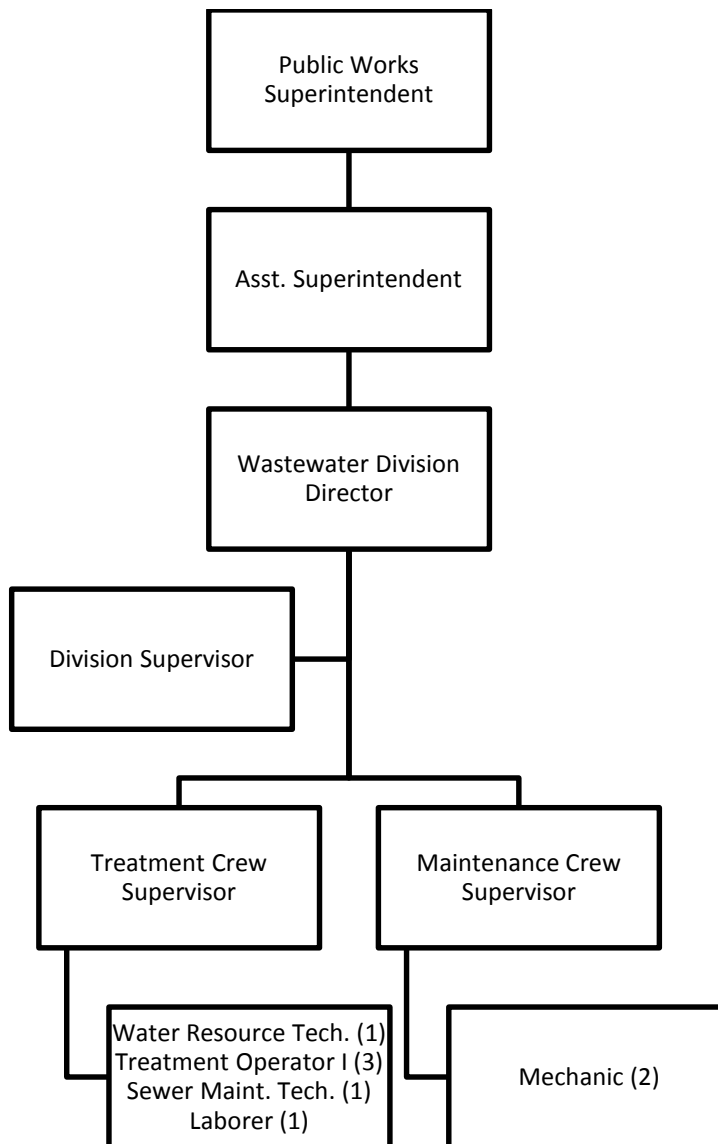 Public Works
Superintendent
Asst. Superintendent
Wastewater Division
Director
Division Supervisor
Treatment Crew
Supervisor
Maintenance Crew
Supervisor
Water Resource Tech. (1)
Treatment Operator I (3)
Sewer Maint. Tech. (1)
Laborer (1)
Mechanic (2)